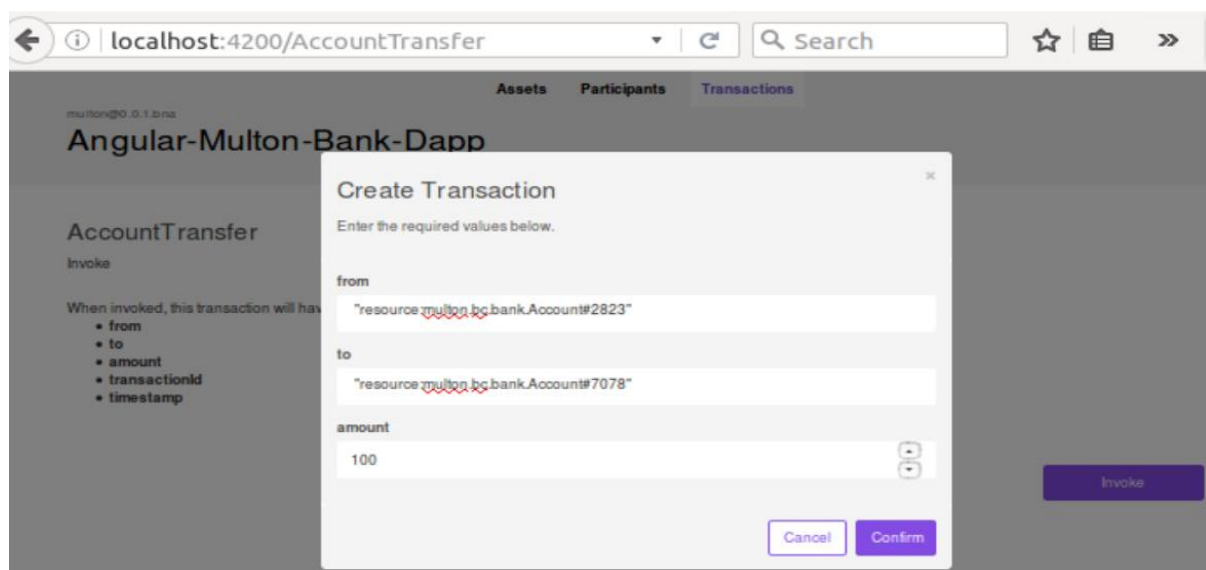 localhost:4200/AccountTransfer
Search
Assets Participants Transactions
multon@0.0.1.bna
Angular-Multon-Bank-Dapp
×
Create Transaction
Enter the required values below.
AccountTransfer
Invoke
from
When invoked, this transaction will hav
"resource:multon.bc.bank.Account#2823"
• from
• to
• amount
• transactionId
• timestamp
to
"resource:multon.bc.bank.Account#7078"
amount
100
Invoke
Cancel Confirm